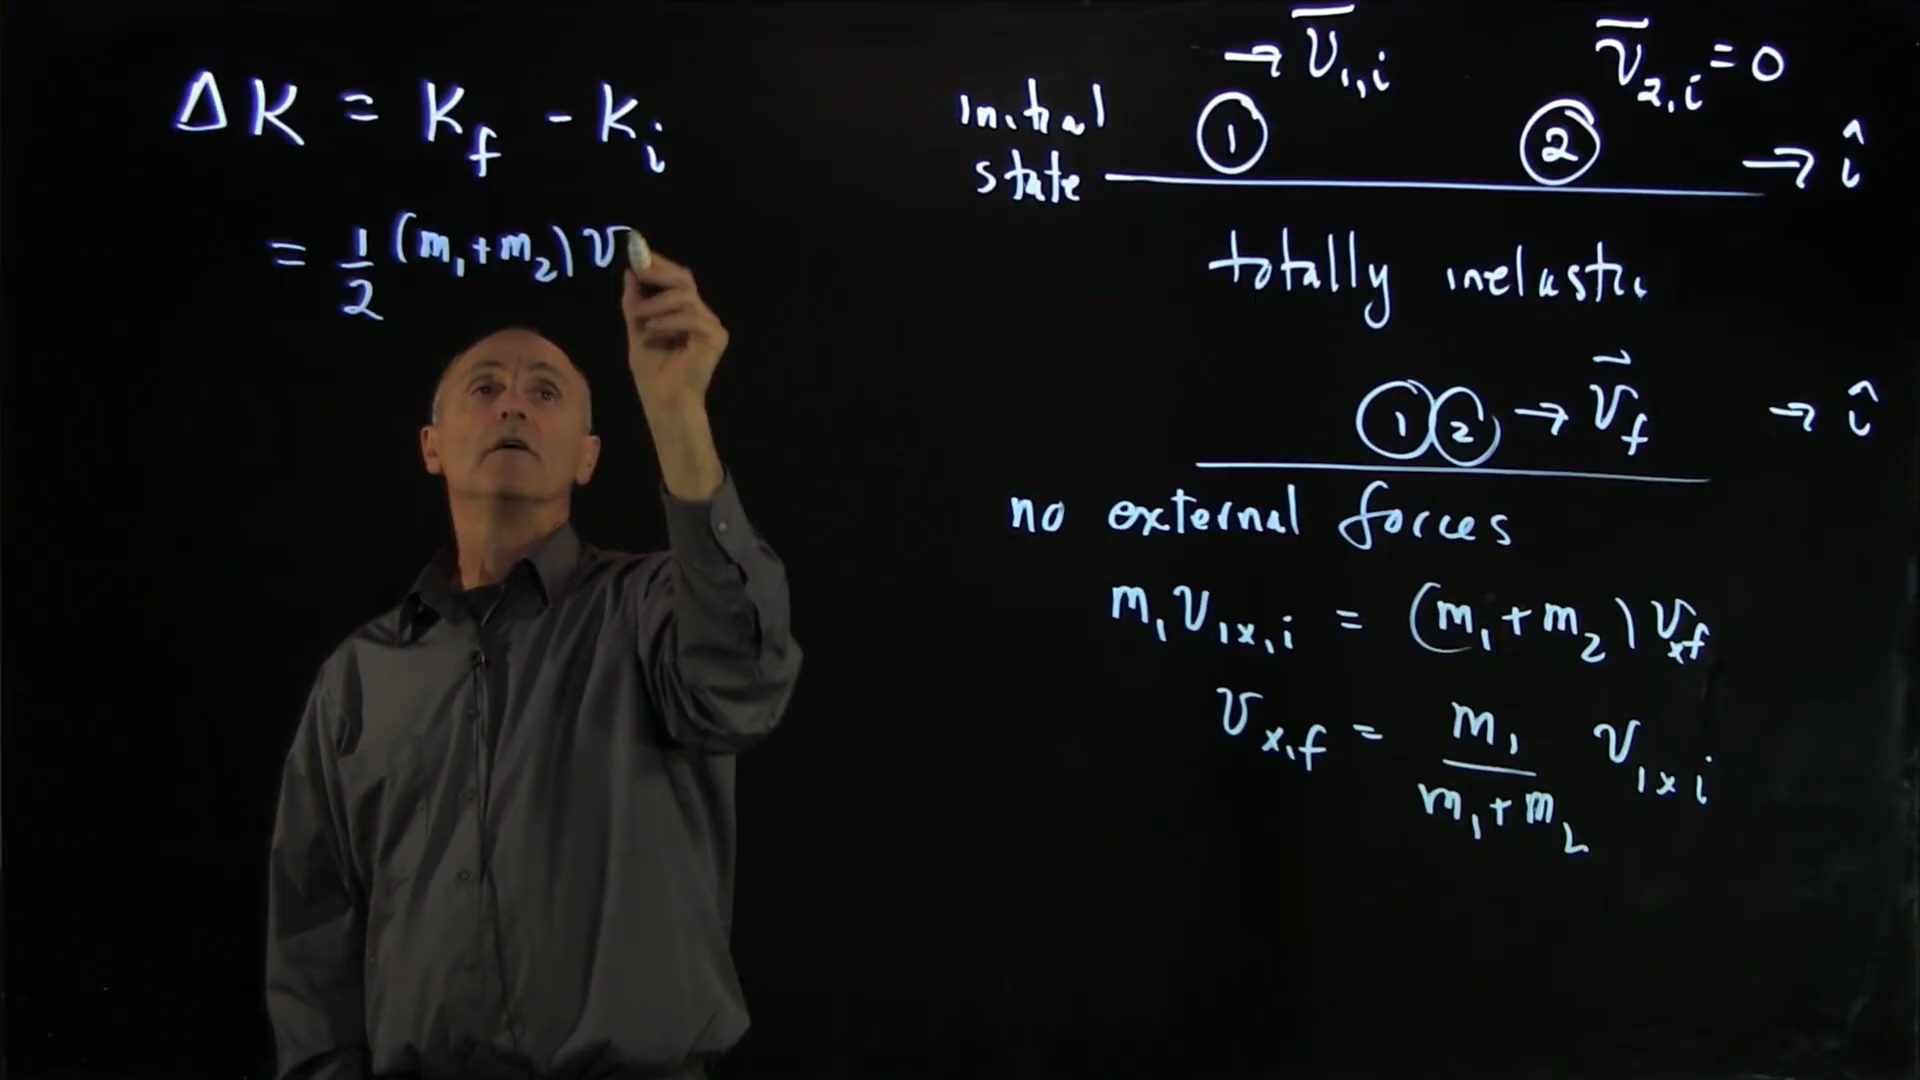 ΔK = K_f - K_i
= 1/2 (m_1 + m_2) v
→ v̅_1,i
v̅_2,i = 0
initial state
1 2
→ î
totally inelastic
1 2 → v⃗_f → î
no external forces
m_1 v_1x,i = (m_1 + m_2) v_xf
v_x,f = m_1 / (m_1 + m_2) v_1xi